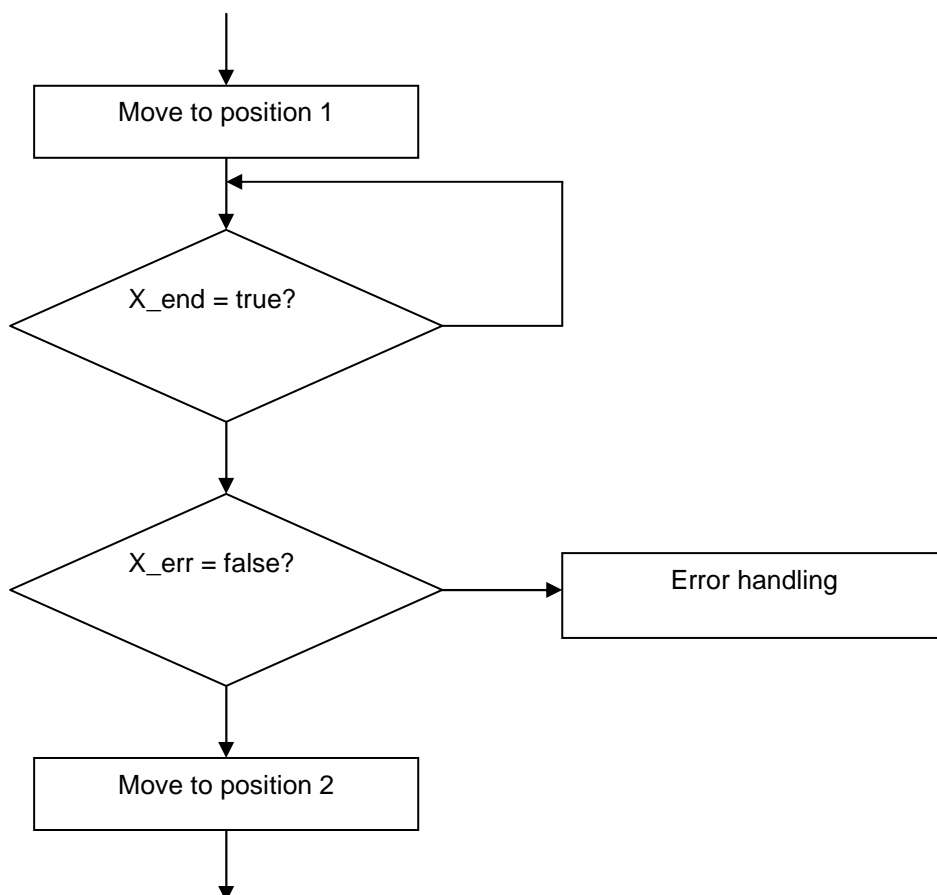 Move to position 1
X_end = true?
X_err = false?
Error handling
Move to position 2